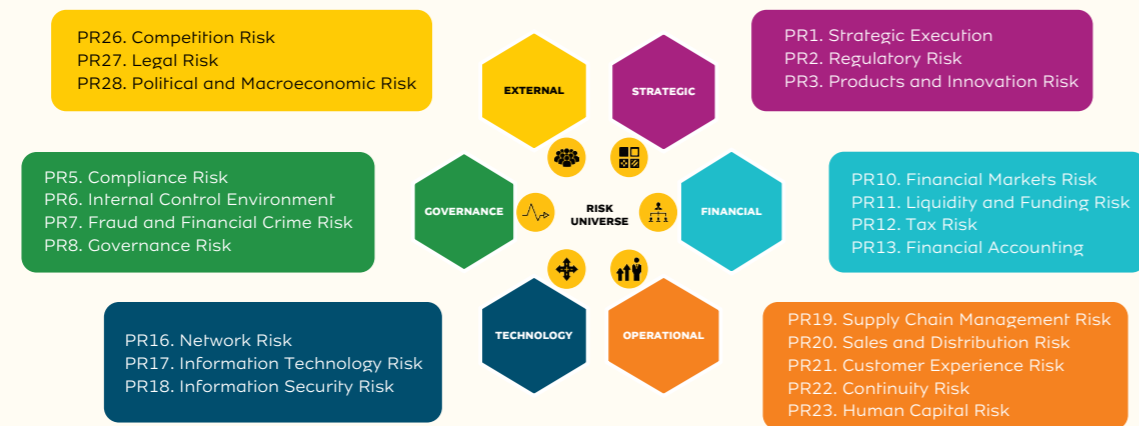 PR26. Competition Risk
PR27. Legal Risk
PR28. Political and Macroeconomic Risk
EXTERNAL
STRATEGIC
PR1. Strategic Execution
PR2. Regulatory Risk
PR3. Products and Innovation Risk
PR5. Compliance Risk
PR6. Internal Control Environment
PR7. Fraud and Financial Crime Risk
PR8. Governance Risk
GOVERNANCE
RISK
UNIVERSE
FINANCIAL
PR10. Financial Markets Risk
PR11. Liquidity and Funding Risk
PR12. Tax Risk
PR13. Financial Accounting
PR16. Network Risk
PR17. Information Technology Risk
PR18. Information Security Risk
TECHNOLOGY
OPERATIONAL
PR19. Supply Chain Management Risk
PR20. Sales and Distribution Risk
PR21. Customer Experience Risk
PR22. Continuity Risk
PR23. Human Capital Risk